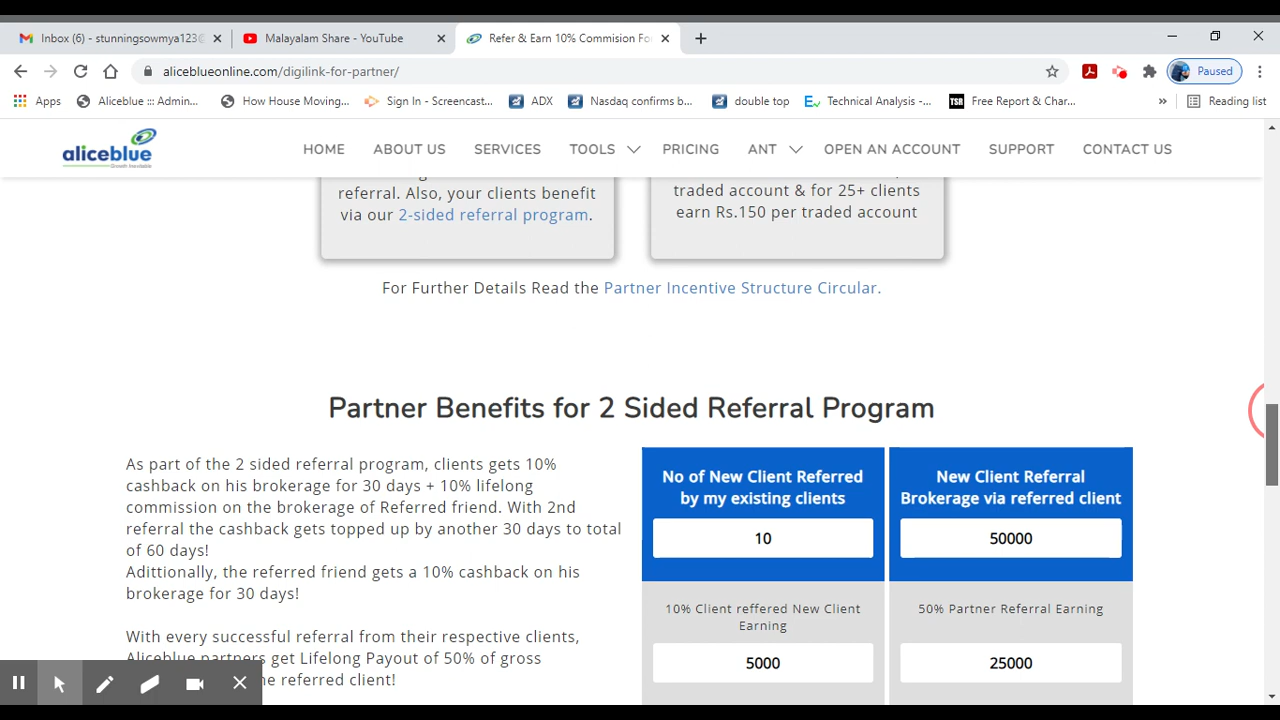 Inbox (6) - stunningsowmya123@
Malayalam Share - YouTube
Refer & Earn 10% Commision Fo
aliceblueonline.com/digilink-for-partner/
Paused
Apps
Aliceblue ::: Admin...
How House Moving...
Sign In - Screencast...
ADX
Nasdaq confirms b...
double top
Technical Analysis -...
TSR
Free Report & Char...
»
Reading list
aliceblue
HOME
ABOUT US
SERVICES
TOOLS
PRICING
ANT
OPEN AN ACCOUNT
SUPPORT
CONTACT US
referral. Also, your clients benefit
via our 2-sided referral program.
traded account & for 25+ clients
earn Rs.150 per traded account
For Further Details Read the Partner Incentive Structure Circular.
Partner Benefits for 2 Sided Referral Program
As part of the 2 sided referral program, clients gets 10%
cashback on his brokerage for 30 days + 10% lifelong
commission on the brokerage of Referred friend. With 2nd
referral the cashback gets topped up by another 30 days to total
of 60 days!
Adittionally, the referred friend gets a 10% cashback on his
brokerage for 30 days!
With every successful referral from their respective clients,
Aliceblue partners get Lifelong Payout of 50% of gross
e referred client!
No of New Client Referred
by my existing clients
10
New Client Referral
Brokerage via referred client
50000
10% Client reffered New Client
Earning
5000
50% Partner Referral Earning
25000